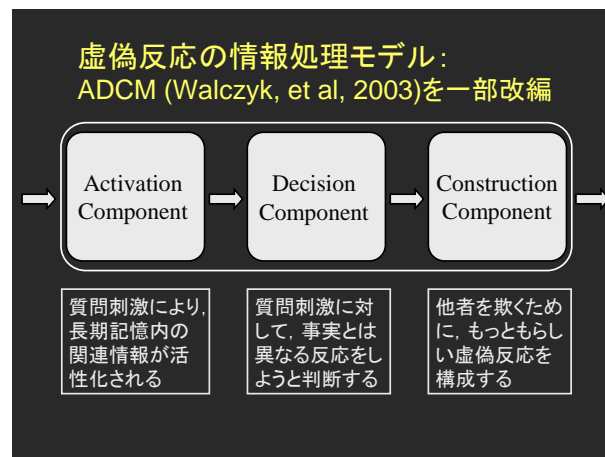 虚偽反応の情報処理モデル：
ADCM (Walczyk, et al, 2003)を一部改編
Activation
Component
Decision
Component
Construction
Component
質問刺激により，
長期記憶内の
関連情報が活
性化される
質問刺激に対
して，事実とは
異なる反応をし
ようと判断する
他者を欺くため
に，もっともらし
い虚偽反応を
構成する